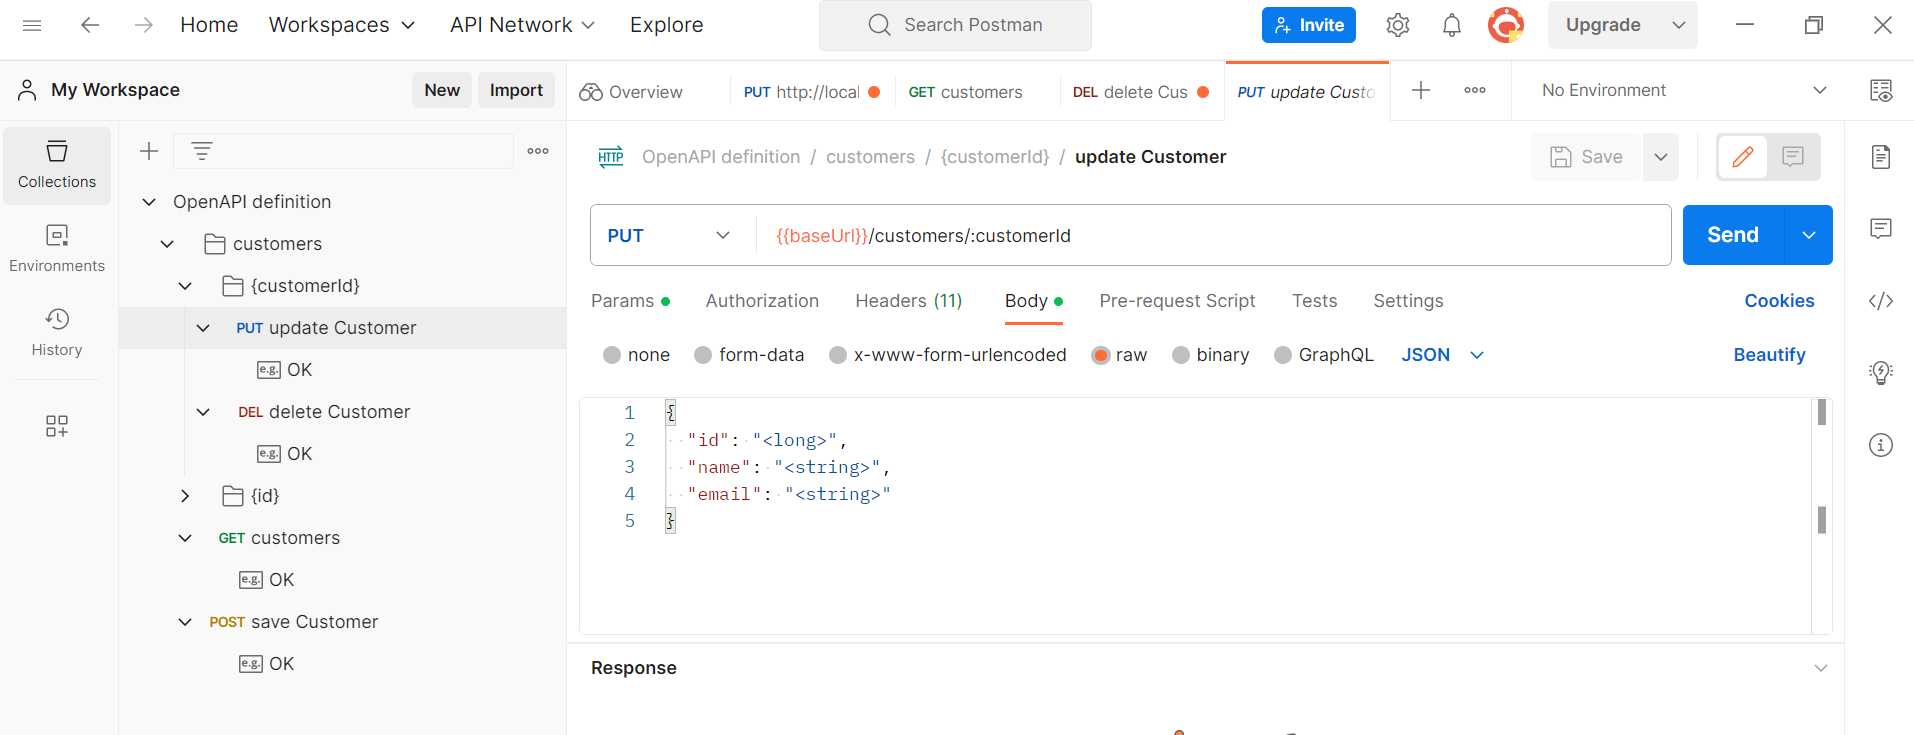 Home Workspaces API Network Explore Search Postman Invite Upgrade
My Workspace New Import
Overview PUT http://local GET customers DEL delete Cus PUT update Custo No Environment
Collections
Environments
History
OpenAPI definition
customers
{customerId}
PUT update Customer
e.g. OK
DEL delete Customer
e.g. OK
{id}
GET customers
e.g. OK
POST save Customer
e.g. OK
HTTP OpenAPI definition / customers / {customerId} / update Customer Save
PUT {{baseUrl}}/customers/:customerId Send
Params Authorization Headers (11) Body Pre-request Script Tests Settings Cookies
none form-data x-www-form-urlencoded raw binary GraphQL JSON Beautify
1 {
2 "id": "<long>",
3 "name": "<string>",
4 "email": "<string>"
5 }
Response